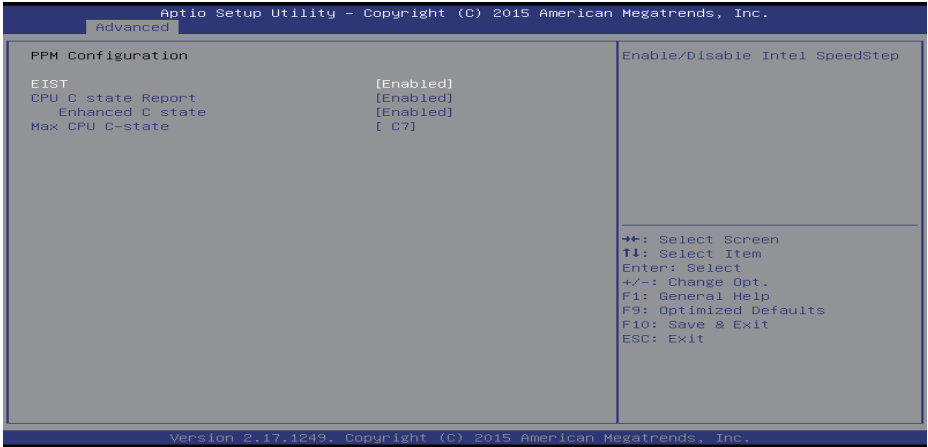 Aptio Setup Utility – Copyright (C) 2015 American Megatrends, Inc.
Advanced
PPM Configuration
EIST [Enabled]
CPU C state Report [Enabled]
Enhanced C state [Enabled]
Max CPU C-state [ C7]
Enable/Disable Intel SpeedStep
→←: Select Screen
↑↓: Select Item
Enter: Select
+/-: Change Opt.
F1: General Help
F9: Optimized Defaults
F10: Save & Exit
ESC: Exit
Version 2.17.1249. Copyright (C) 2015 American Megatrends, Inc.